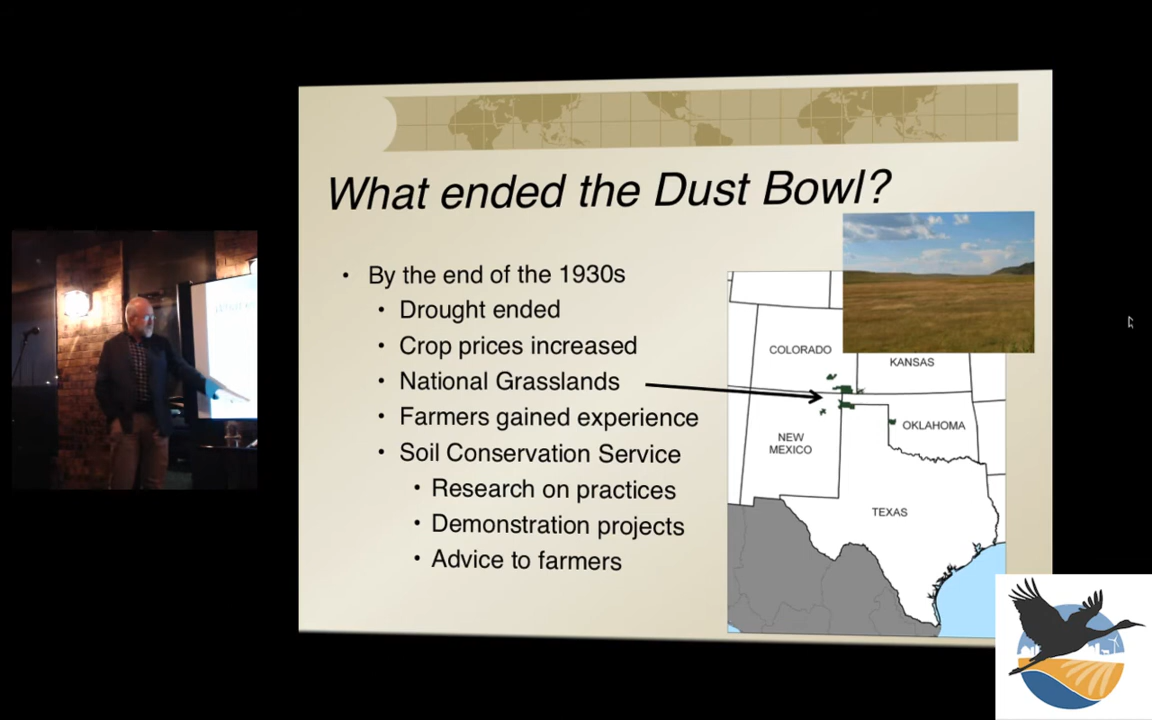 What ended the Dust Bowl?
• By the end of the 1930s
• Drought ended
• Crop prices increased
• National Grasslands
• Farmers gained experience
• Soil Conservation Service
• Research on practices
• Demonstration projects
• Advice to farmers
COLORADO
KANSAS
NEW
MEXICO
OKLAHOMA
TEXAS